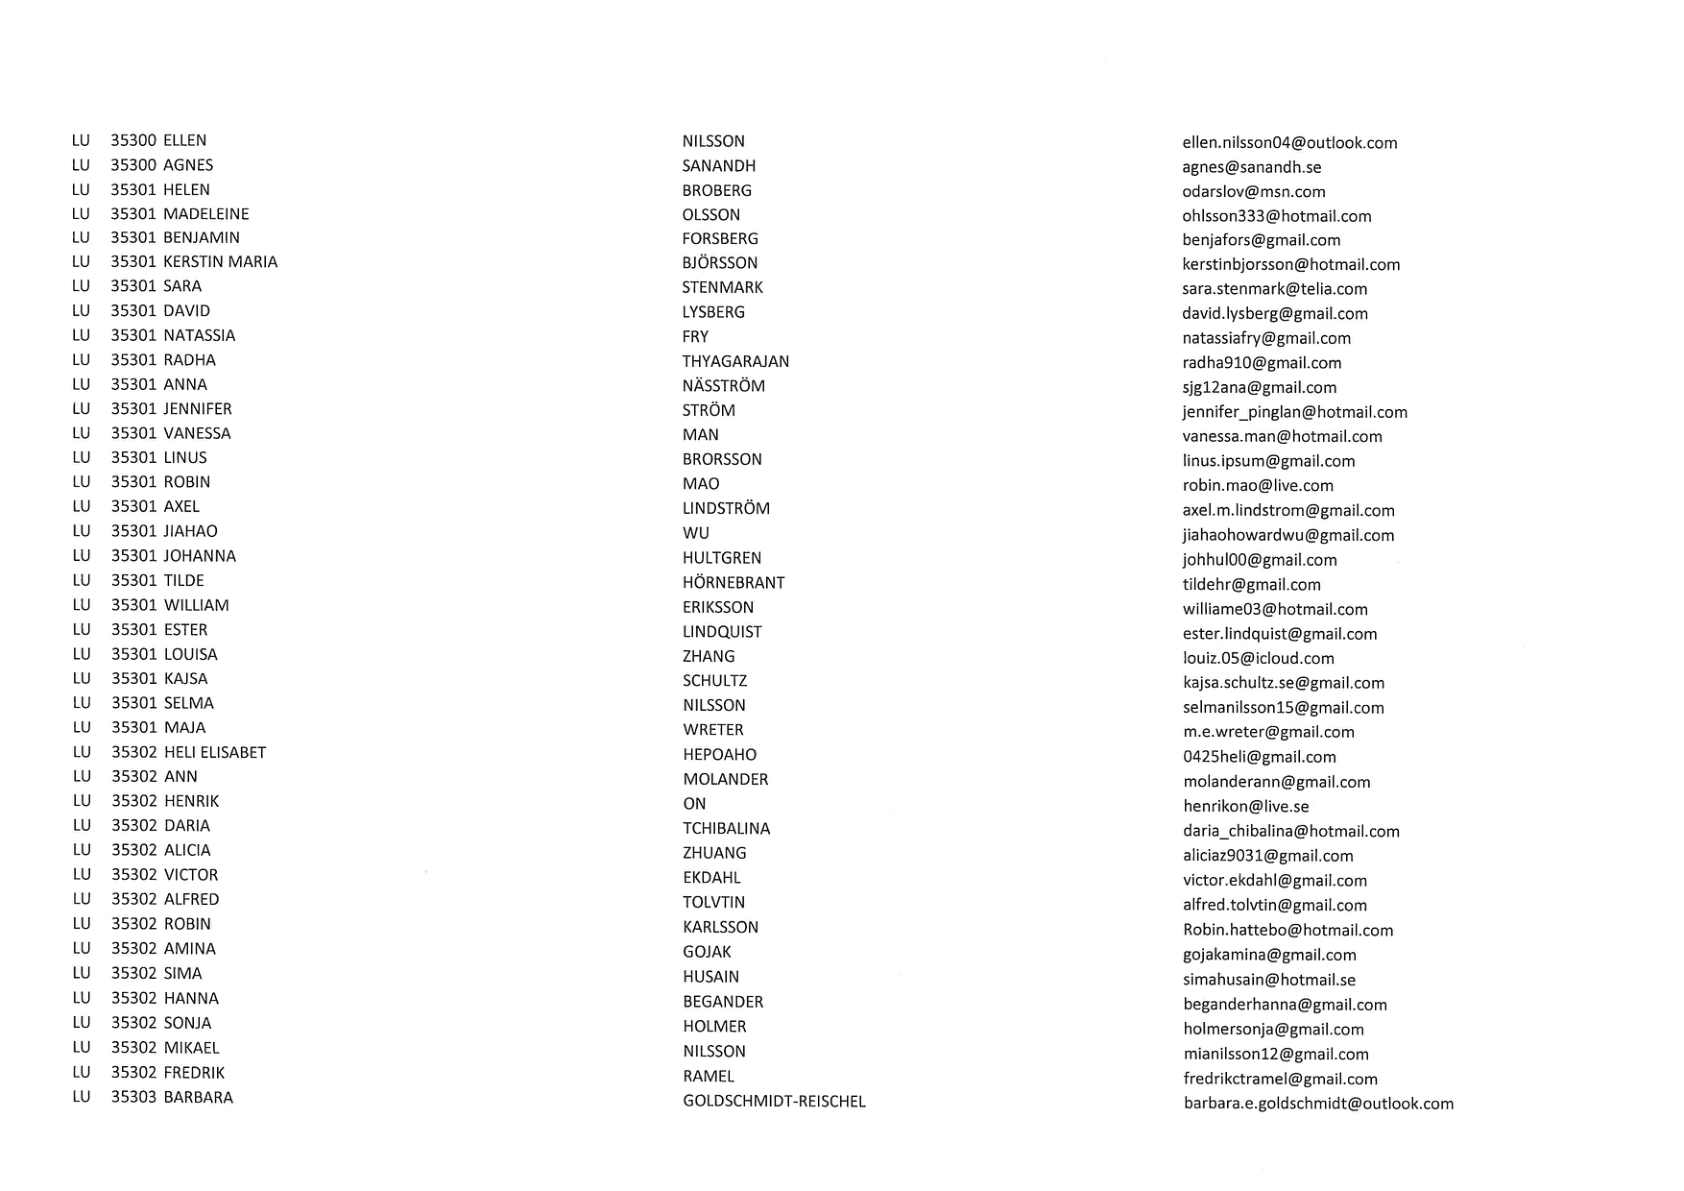 LU 35300 ELLEN NILSSON ellen.nilsson04@outlook.com
LU 35300 AGNES SANANDH agnes@sanandh.se
LU 35301 HELEN BROBERG odarslov@msn.com
LU 35301 MADELEINE OLSSON ohlsson333@hotmail.com
LU 35301 BENJAMIN FORSBERG benjafors@gmail.com
LU 35301 KERSTIN MARIA BJÖRSSON kerstinbjorsson@hotmail.com
LU 35301 SARA STENMARK sara.stenmark@telia.com
LU 35301 DAVID LYSBERG david.lysberg@gmail.com
LU 35301 NATASSIA FRY natassiafry@gmail.com
LU 35301 RADHA THYAGARAJAN radha910@gmail.com
LU 35301 ANNA NÄSSTRÖM sjg12ana@gmail.com
LU 35301 JENNIFER STRÖM jennifer_pinglan@hotmail.com
LU 35301 VANESSA MAN vanessa.man@hotmail.com
LU 35301 LINUS BRORSSON linus.ipsum@gmail.com
LU 35301 ROBIN MAO robin.mao@live.com
LU 35301 AXEL LINDSTRÖM axel.m.lindstrom@gmail.com
LU 35301 JIAHAO WU jiahaohowardwu@gmail.com
LU 35301 JOHANNA HULTGREN johhul00@gmail.com
LU 35301 TILDE HÖRNEBRANT tildehr@gmail.com
LU 35301 WILLIAM ERIKSSON williame03@hotmail.com
LU 35301 ESTER LINDQUIST ester.lindquist@gmail.com
LU 35301 LOUISA ZHANG louiz.05@icloud.com
LU 35301 KAJSA SCHULTZ kajsa.schultz.se@gmail.com
LU 35301 SELMA NILSSON selmanilsson15@gmail.com
LU 35301 MAJA WRETER m.e.wreter@gmail.com
LU 35302 HELI ELISABET HEPOAHO 0425heli@gmail.com
LU 35302 ANN MOLANDER molanderann@gmail.com
LU 35302 HENRIK ON henrikon@live.se
LU 35302 DARIA TCHIBALINA daria_chibalina@hotmail.com
LU 35302 ALICIA ZHUANG aliciaz9031@gmail.com
LU 35302 VICTOR EKDAHL victor.ekdahl@gmail.com
LU 35302 ALFRED TOLVTIN alfred.tolvtin@gmail.com
LU 35302 ROBIN KARLSSON Robin.hattebo@hotmail.com
LU 35302 AMINA GOJAK gojakamina@gmail.com
LU 35302 SIMA HUSAIN simahusain@hotmail.se
LU 35302 HANNA BEGANDER beganderhanna@gmail.com
LU 35302 SONJA HOLMER holmersonja@gmail.com
LU 35302 MIKAEL NILSSON mianilsson12@gmail.com
LU 35302 FREDRIK RAMEL fredrikctramel@gmail.com
LU 35303 BARBARA GOLDSCHMIDT-REISCHEL barbara.e.goldschmidt@outlook.com